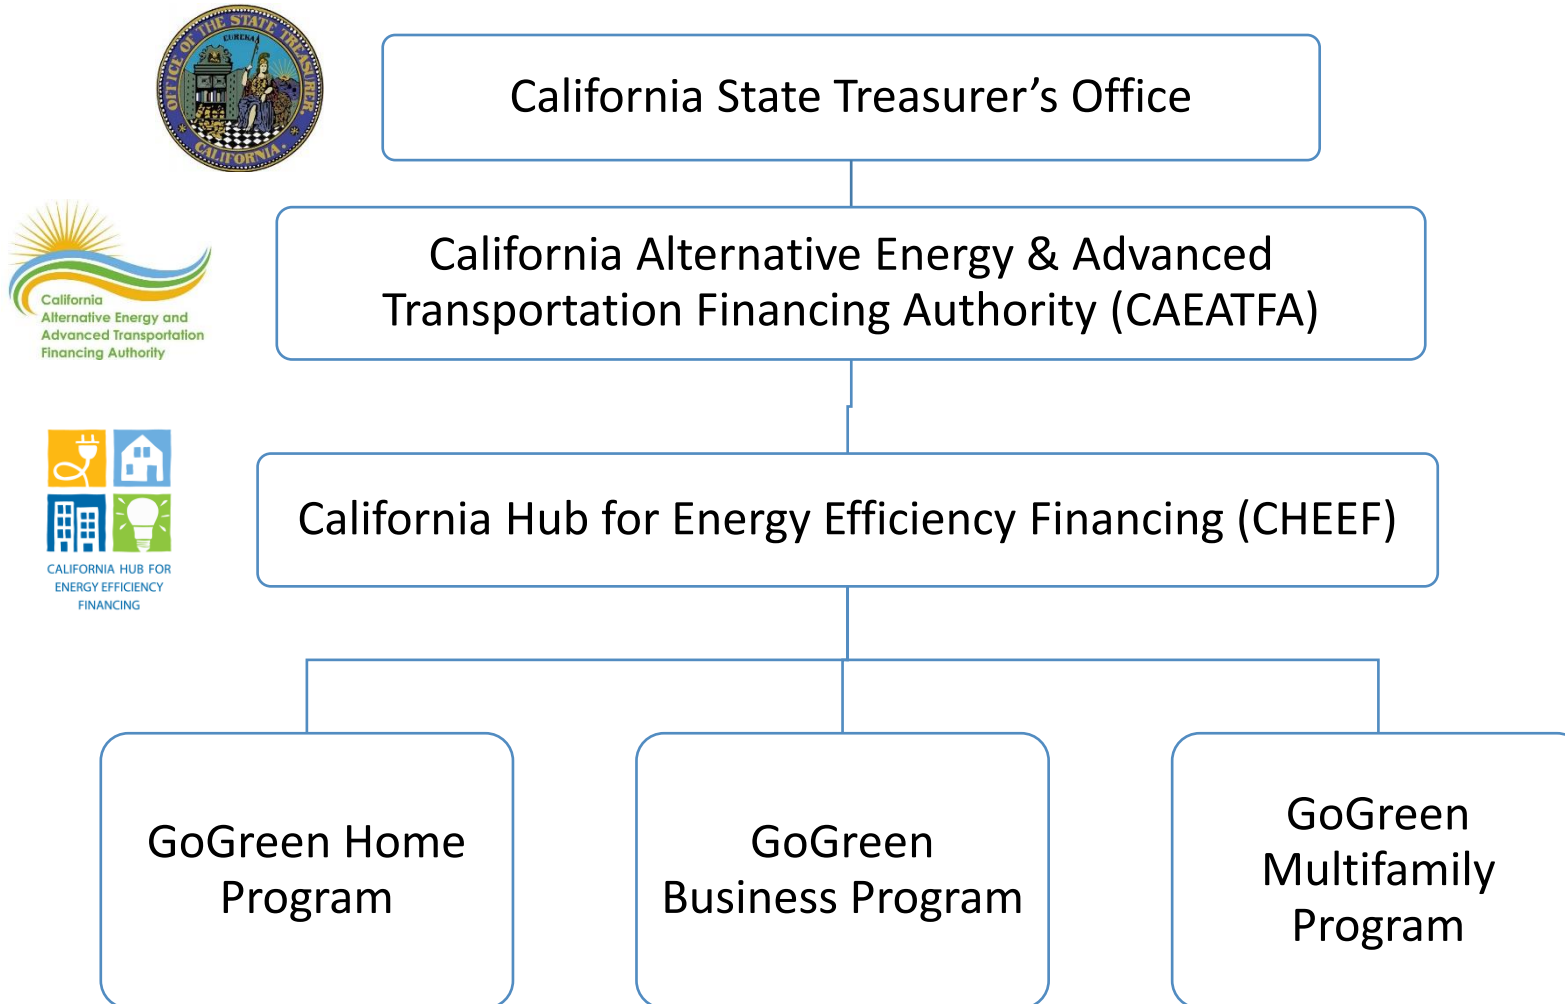 OFFICE OF THE STATE TREASURER
EUREKA
CALIFORNIA
California State Treasurer’s Office
California
Alternative Energy and
Advanced Transportation
Financing Authority
California Alternative Energy & Advanced
Transportation Financing Authority (CAEATFA)
CALIFORNIA HUB FOR
ENERGY EFFICIENCY
FINANCING
California Hub for Energy Efficiency Financing (CHEEF)
GoGreen Home
Program
GoGreen
Business Program
GoGreen
Multifamily
Program